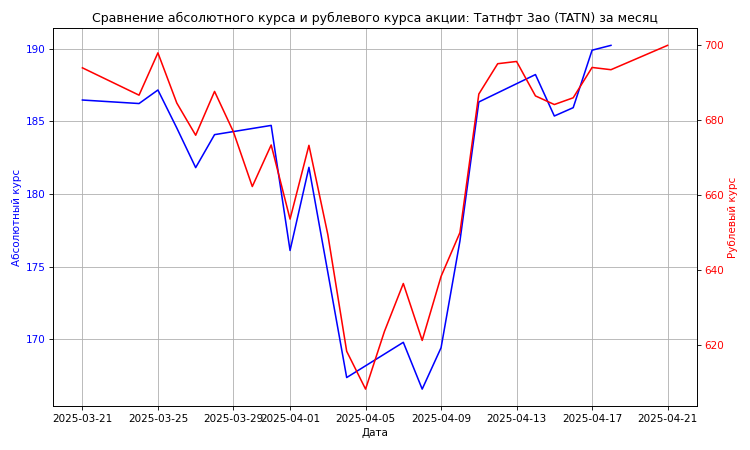 Сравнение абсолютного курса и рублевого курса акции: Татнфт 3ао (TATN) за месяц
190
185
180
175
170
Абсолютный курс
700
680
660
640
620
Рублевый курс
2025-03-21 2025-03-25 2025-03-29 2025-04-01 2025-04-05 2025-04-09 2025-04-13 2025-04-17 2025-04-21
Дата